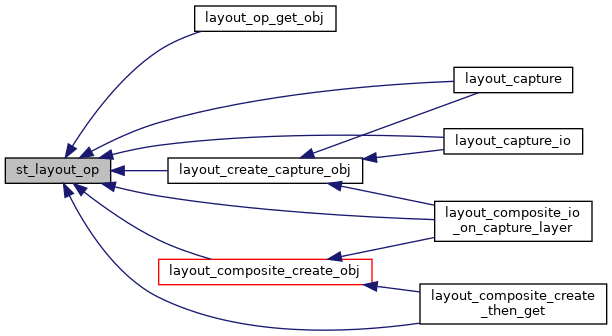 layout_op_get_obj
layout_capture
layout_capture_io
st_layout_op
layout_create_capture_obj
layout_composite_io
_on_capture_layer
layout_composite_create_obj
layout_composite_create
_then_get